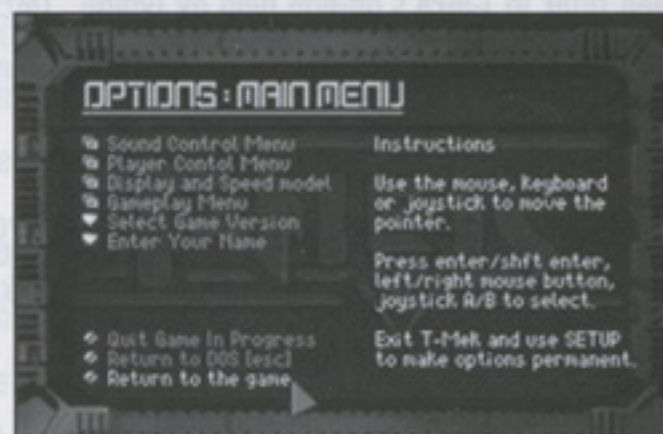 OPTIONS : MAIN MENU
Sound Control Menu
Player Contol Menu
Display and Speed model
Gameplay Menu
Select Game Version
Enter Your Name
Quit Game In Progress
Return to DOS [esc]
Return to the game
Instructions
Use the mouse, Keyboard
or joystick to move the
pointer.
Press enter/shft enter,
left/right mouse button,
joystick A/B to select.
Exit T-MeK and use SETUP
to make options permanent.